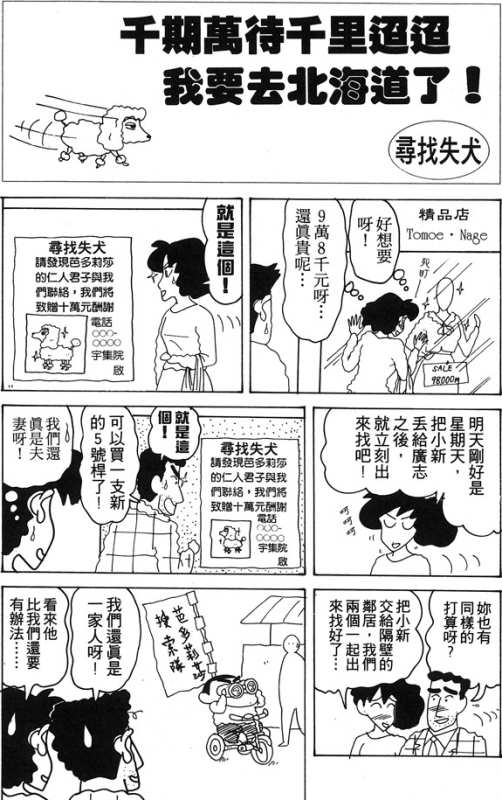 千期萬待千里迢迢
我要去北海道了！
尋找失犬
精品店
Tomoe・Nage
好想要
呀！
9萬8千元呀…
還眞貴呢…
SALE
98,000円
就是這個！
尋找失犬
請發現芭多莉莎
的仁人君子與我
們聯絡，我們將
致贈十萬元酬謝
電話
○○○-
○○○○
宇集院
啟
明天剛好是
星期天，
把小新
丟給廣志
之後，
就立刻出
來找吧！
呵呵呵
就是這
個！
可以買一支新
的5號桿了！
尋找失犬
請發現芭多莉莎
的仁人君子與我
們聯絡，我們將
致贈十萬元酬謝
電話
○○○-
○○○○
宇集院
啟
我們還
眞是夫
妻呀！
妳也有
同樣的
打算呀？
把小新
交給隔壁的
鄰居，我們
兩個一起出
來找好了…
芭多莉莎
搜索隊
我們還眞是
一家人呀！
看來他
比我們還要
有辦法……